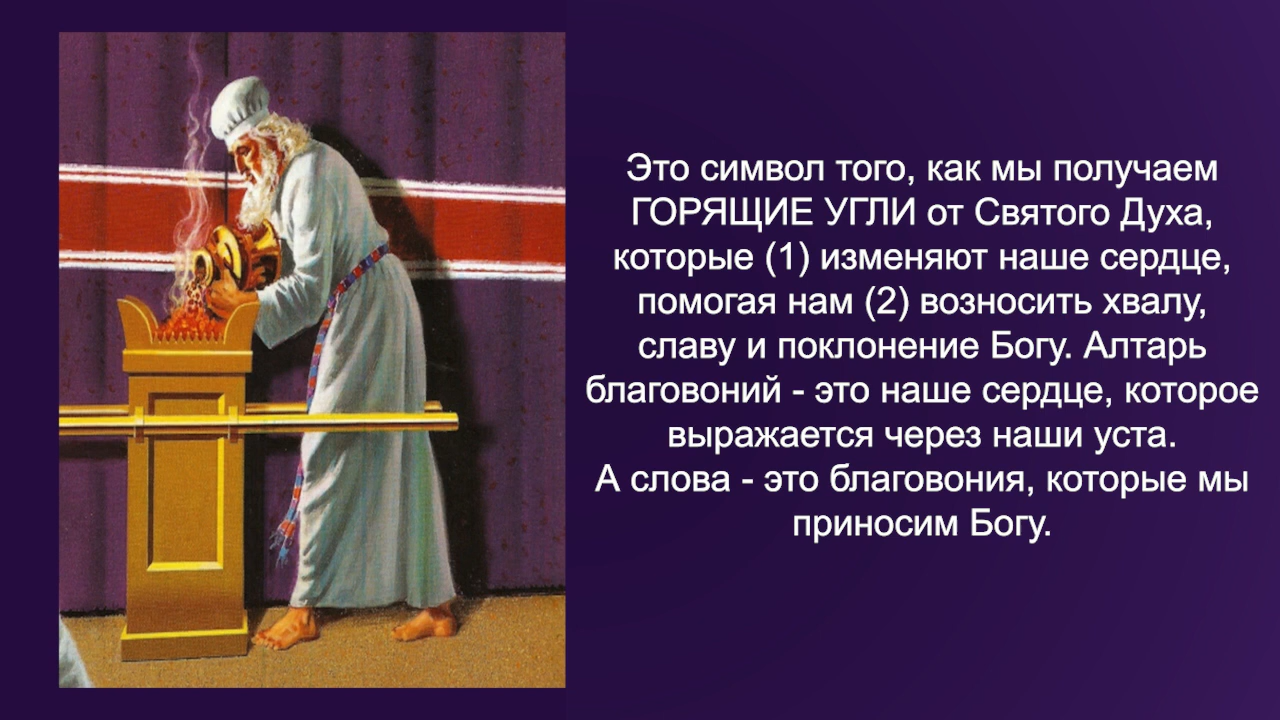 Это символ того, как мы получаем
ГОРЯЩИЕ УГЛИ от Святого Духа,
которые (1) изменяют наше сердце,
помогая нам (2) возносить хвалу,
славу и поклонение Богу. Алтарь
благовоний - это наше сердце, которое
выражается через наши уста.
А слова - это благовония, которые мы
приносим Богу.